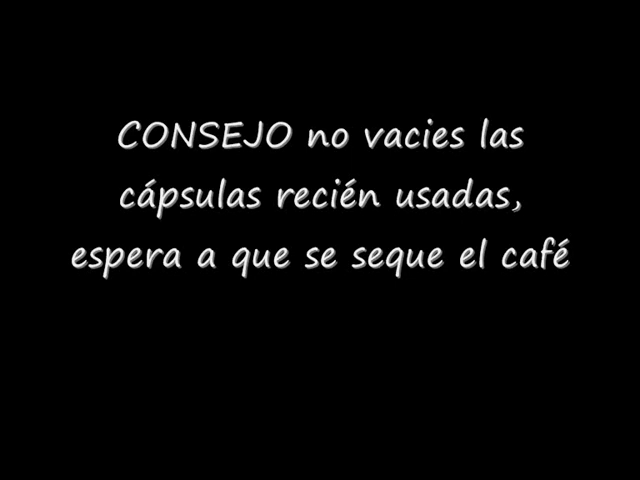 CONSEJO no vacies las
cápsulas recién usadas,
espera a que se seque el café